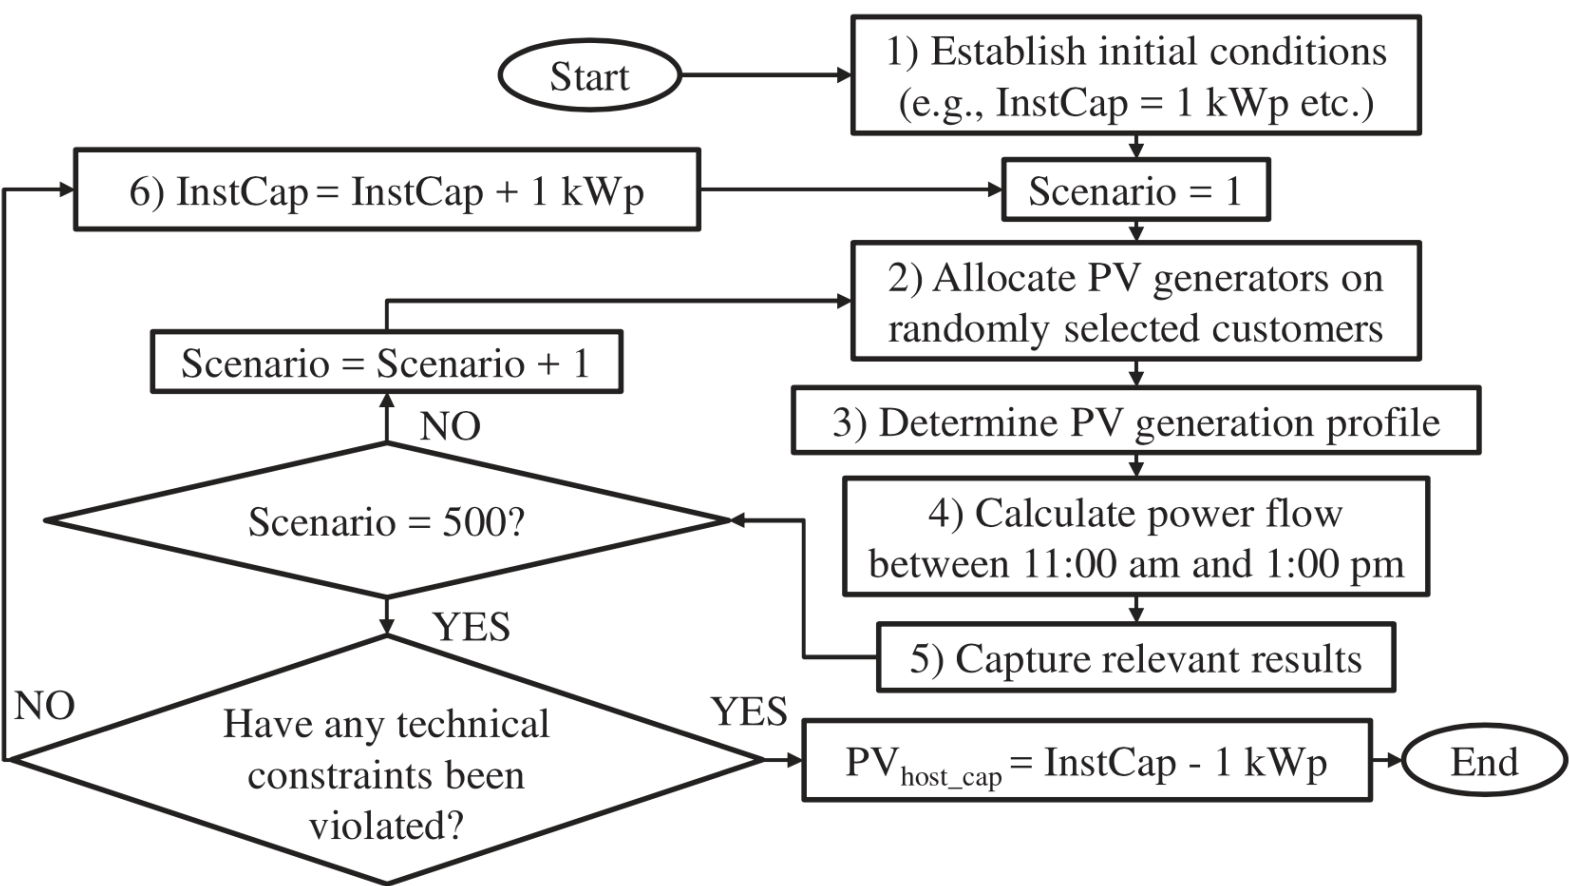 Start
1) Establish initial conditions
(e.g., InstCap = 1 kWp etc.)
6) InstCap = InstCap + 1 kWp
Scenario = 1
2) Allocate PV generators on
randomly selected customers
Scenario = Scenario + 1
NO
3) Determine PV generation profile
Scenario = 500?
4) Calculate power flow
between 11:00 am and 1:00 pm
YES
5) Capture relevant results
NO
Have any technical
constraints been
violated?
YES
PVhost_cap = InstCap - 1 kWp
End